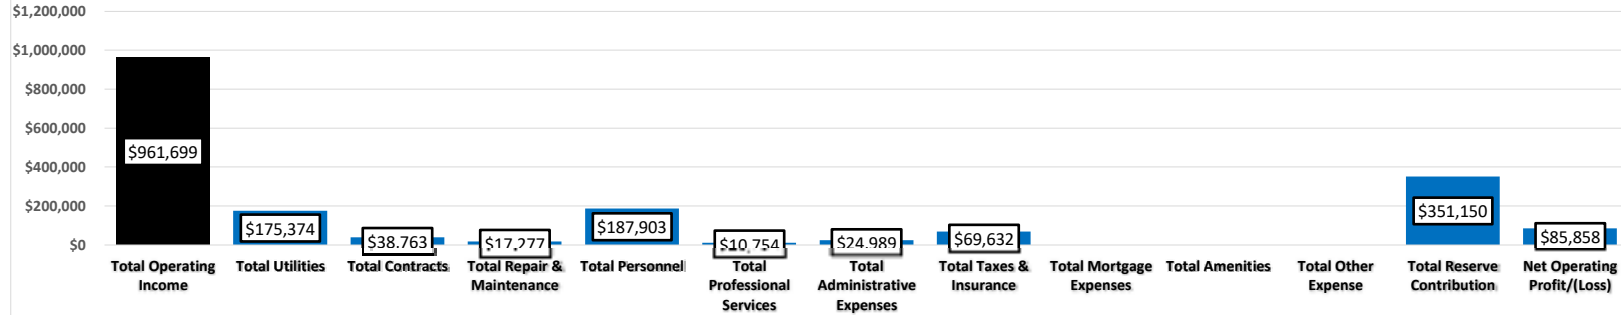 $1,200,000
$1,000,000
$800,000
$600,000
$400,000
$200,000
$0
$961,699
$175,374
$38,763
$17,277
$187,903
$10,754
$24,989
$69,632
$351,150
$85,858
Total Operating
Income
Total Utilities
Total Contracts
Total Repair &
Maintenance
Total Personnel
Total
Professional
Services
Total
Administrative
Expenses
Total Taxes &
Insurance
Total Mortgage
Expenses
Total Amenities
Total Other
Expense
Total Reserve
Contribution
Net Operating
Profit/(Loss)